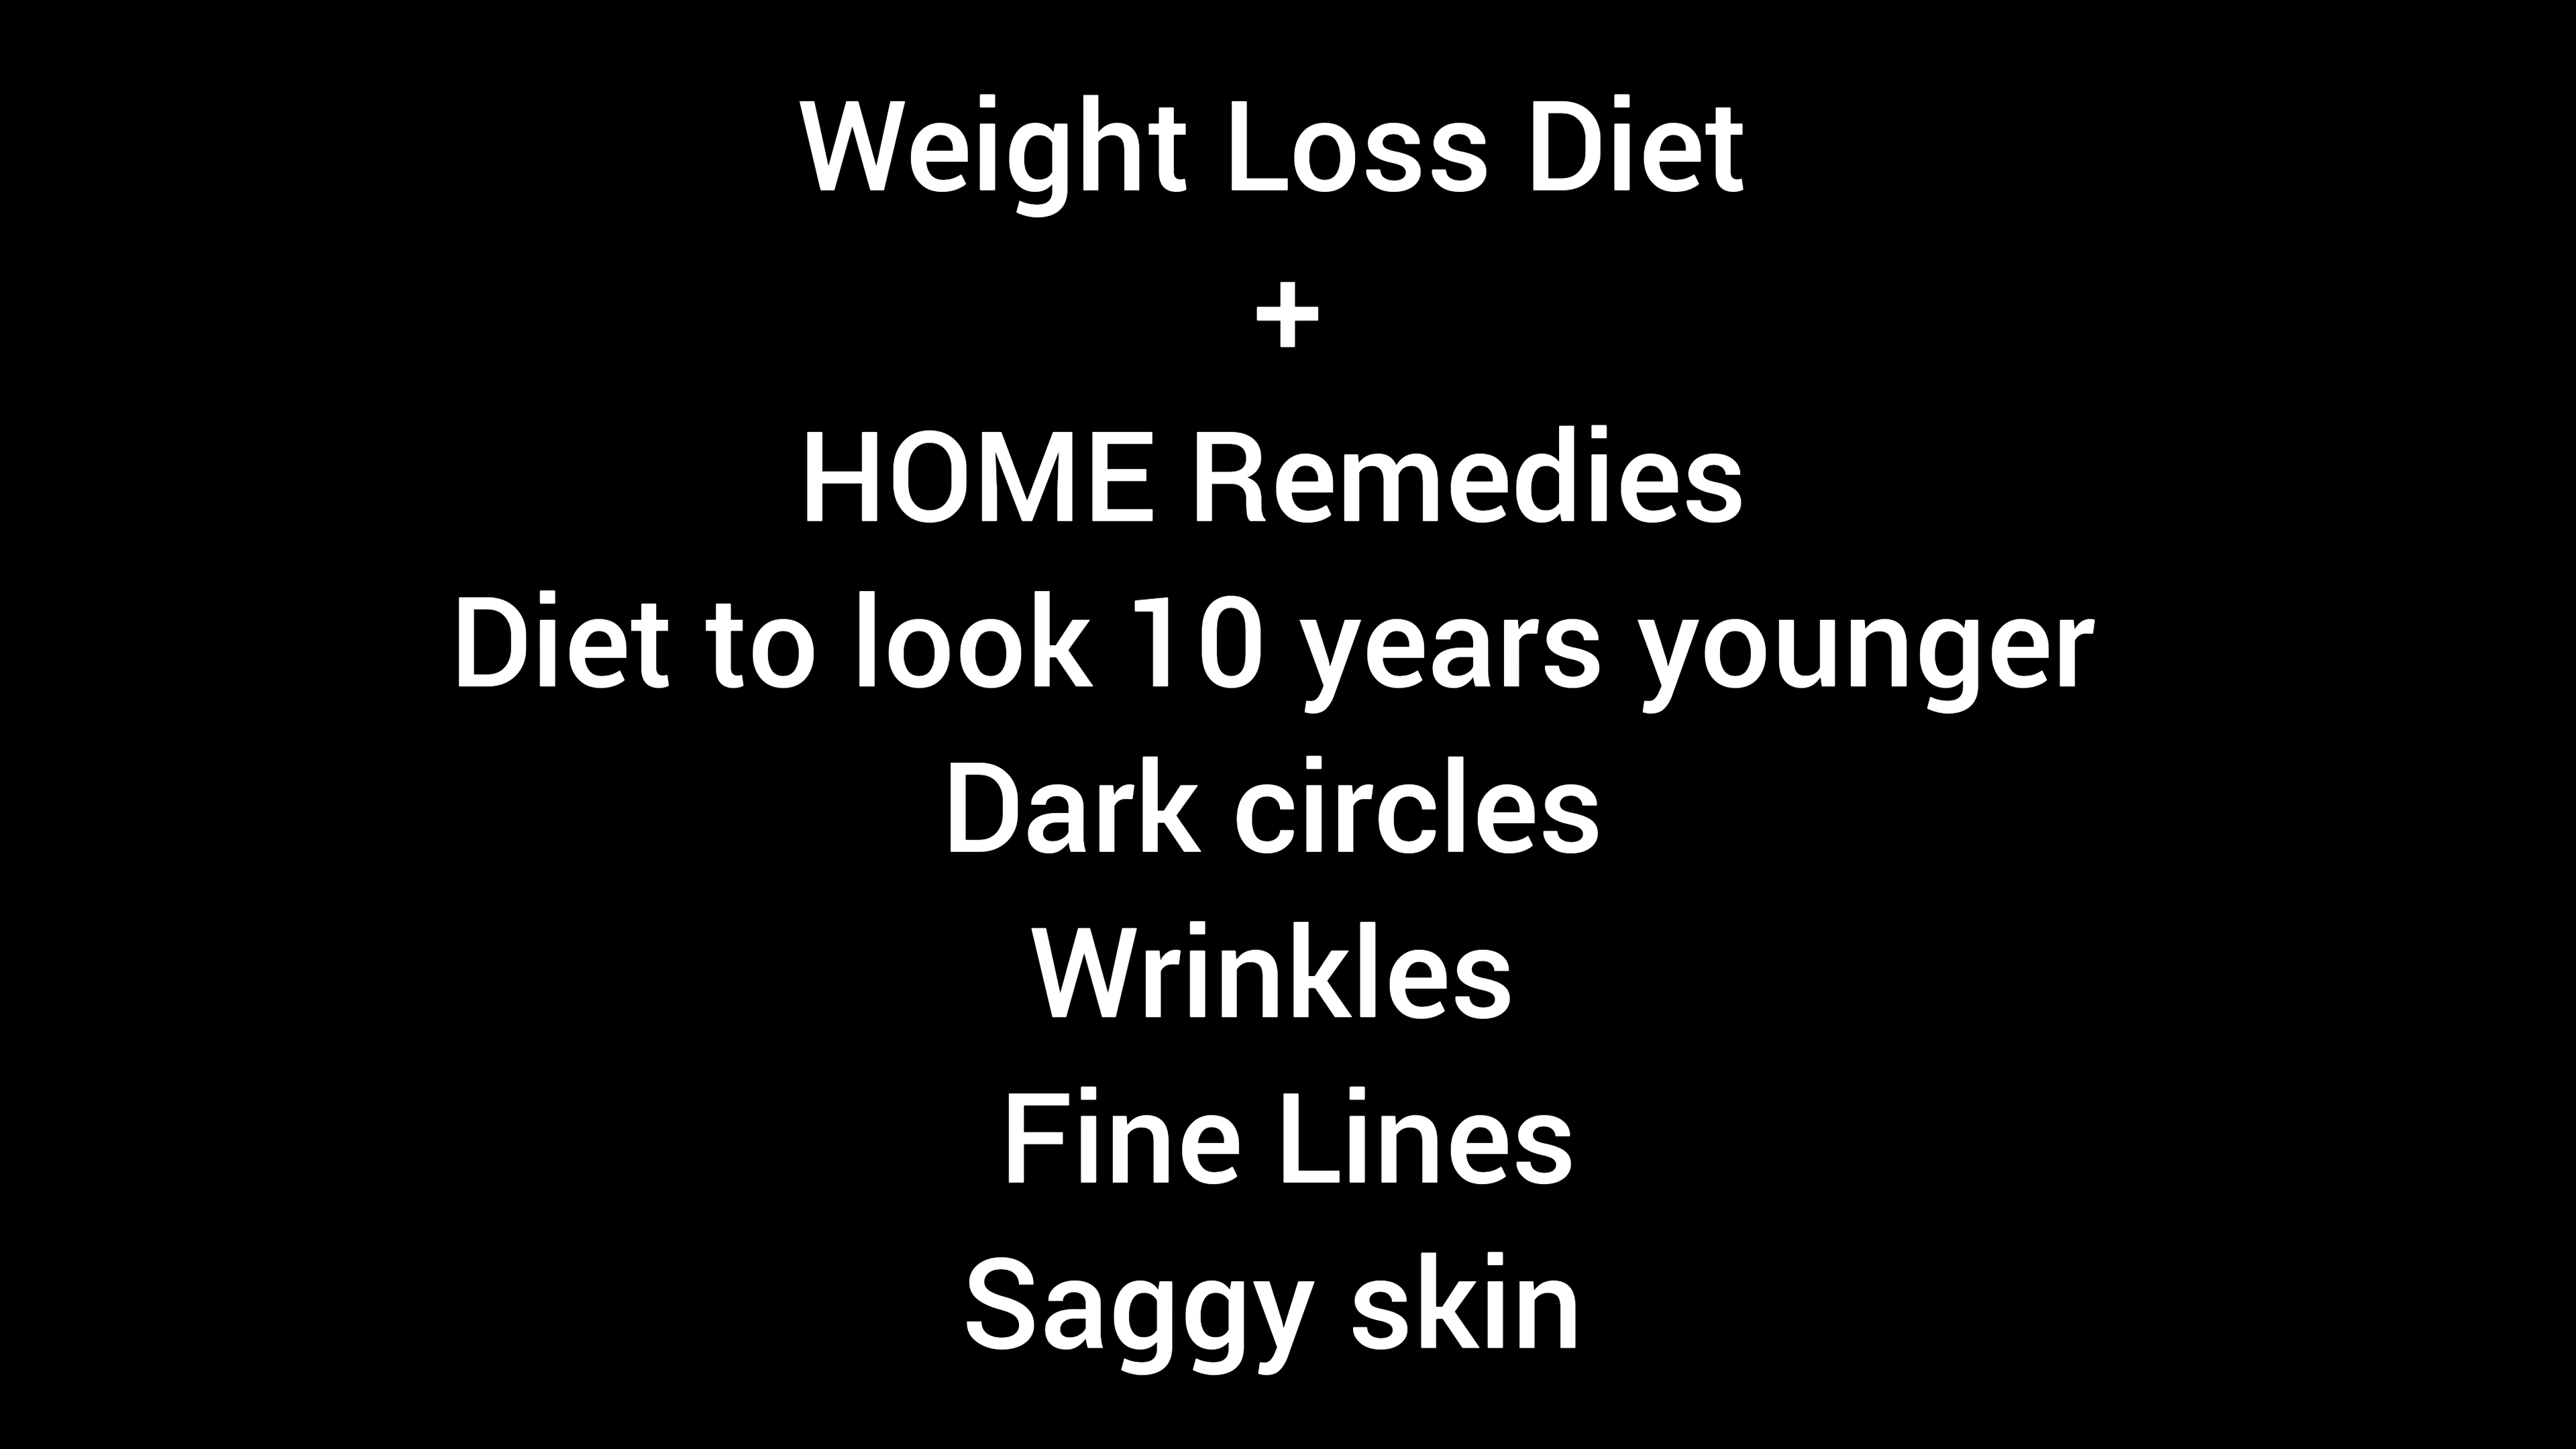 Weight Loss Diet
+
HOME Remedies
Diet to look 10 years younger
Dark circles
Wrinkles
Fine Lines
Saggy skin